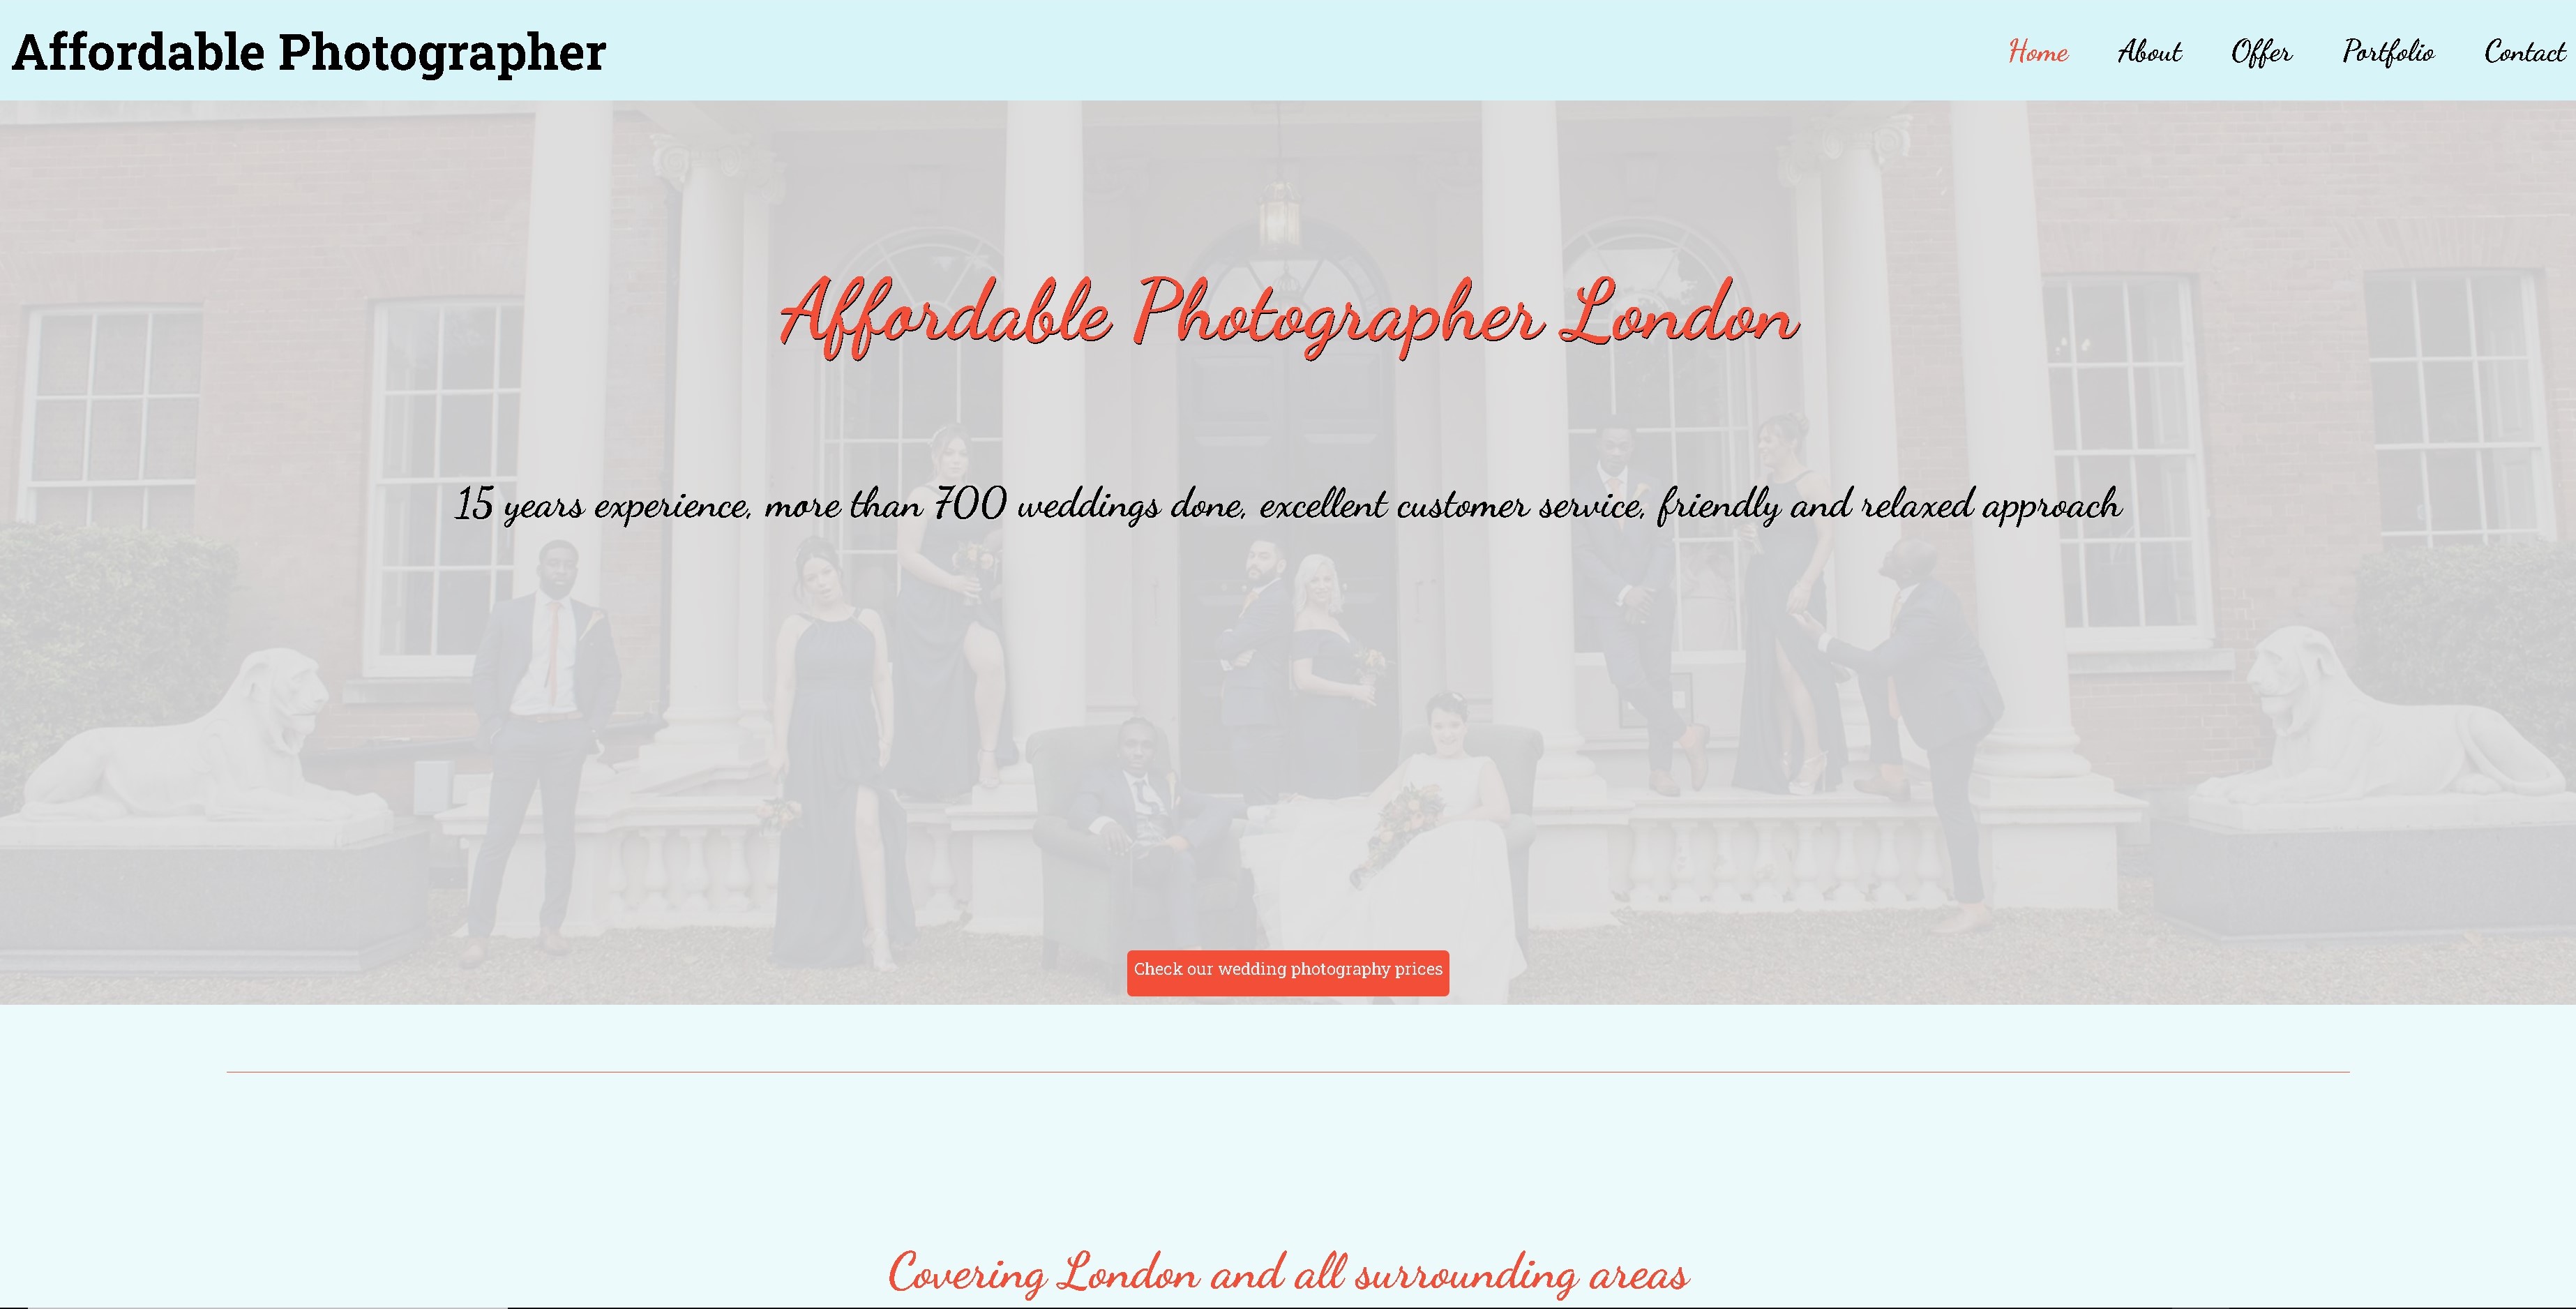 Affordable Photographer
Home About Offer Portfolio Contact
Affordable Photographer London
15 years experience, more than 700 weddings done, excellent customer service, friendly and relaxed approach
Check our wedding photography prices
Covering London and all surrounding areas